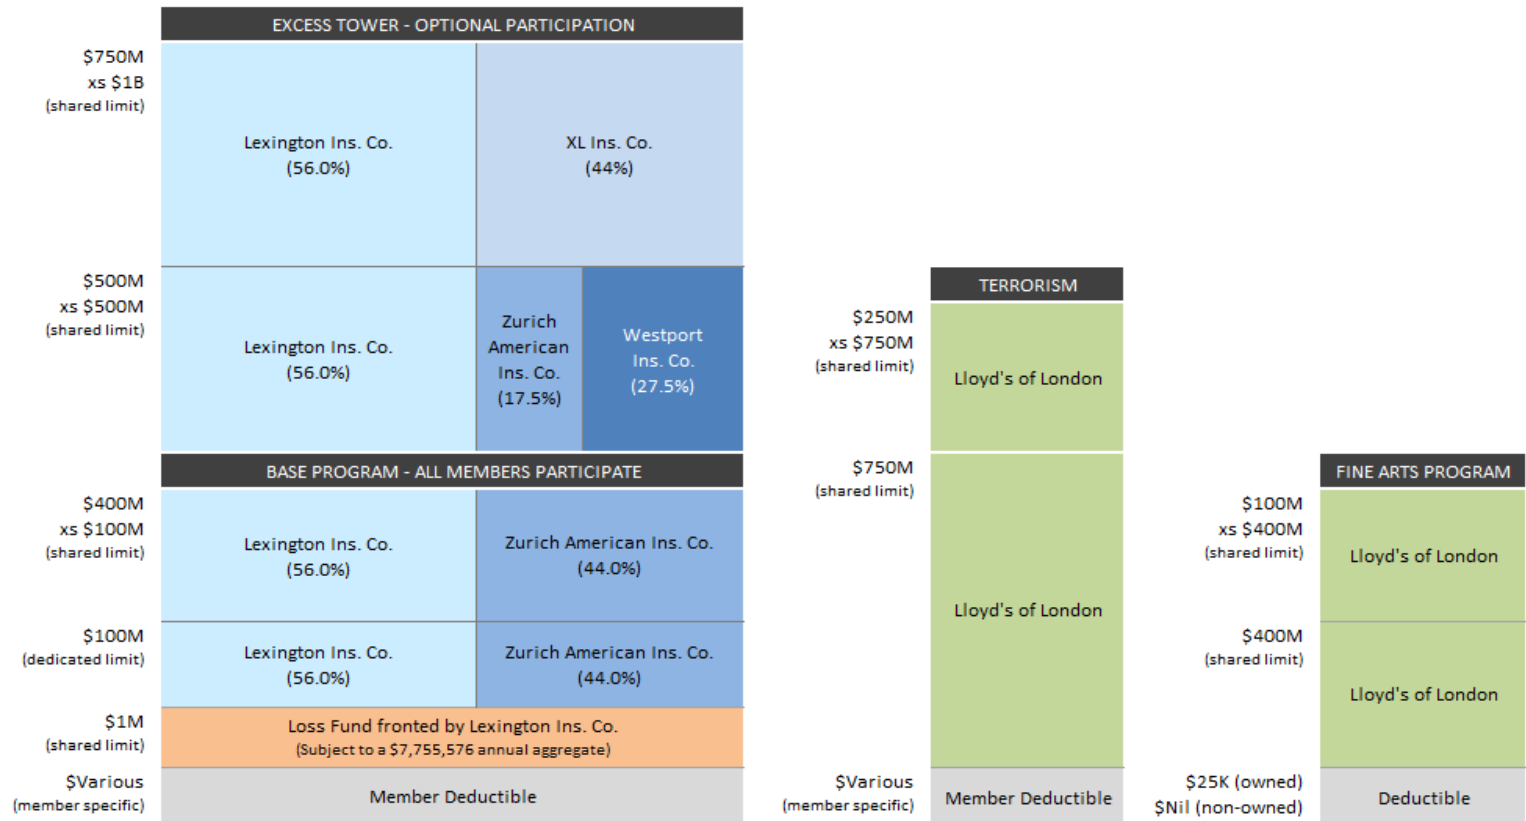 EXCESS TOWER - OPTIONAL PARTICIPATION
$750M
xs $1B
(shared limit)
Lexington Ins. Co.
(56.0%)
XL Ins. Co.
(44%)
$500M
xs $500M
(shared limit)
Lexington Ins. Co.
(56.0%)
Zurich
American
Ins. Co.
(17.5%)
Westport
Ins. Co.
(27.5%)
BASE PROGRAM - ALL MEMBERS PARTICIPATE
$400M
xs $100M
(shared limit)
Lexington Ins. Co.
(56.0%)
Zurich American Ins. Co.
(44.0%)
$100M
(dedicated limit)
Lexington Ins. Co.
(56.0%)
Zurich American Ins. Co.
(44.0%)
$1M
(shared limit)
Loss Fund fronted by Lexington Ins. Co.
(Subject to a $7,755,576 annual aggregate)
$Various
(member specific)
Member Deductible
TERRORISM
$250M
xs $750M
(shared limit)
Lloyd's of London
$750M
(shared limit)
Lloyd's of London
$Various
(member specific)
Member Deductible
FINE ARTS PROGRAM
$100M
xs $400M
(shared limit)
Lloyd's of London
$400M
(shared limit)
Lloyd's of London
$25K (owned)
$Nil (non-owned)
Deductible